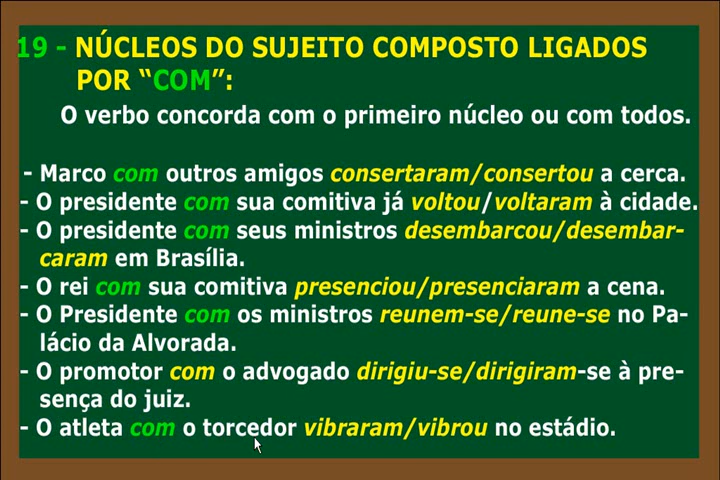 19 - NÚCLEOS DO SUJEITO COMPOSTO LIGADOS
POR “COM”:
O verbo concorda com o primeiro núcleo ou com todos.
- Marco com outros amigos consertaram/consertou a cerca.
- O presidente com sua comitiva já voltou/voltaram à cidade.
- O presidente com seus ministros desembarcou/desembar-
caram em Brasília.
- O rei com sua comitiva presenciou/presenciaram a cena.
- O Presidente com os ministros reunem-se/reune-se no Pa-
lácio da Alvorada.
- O promotor com o advogado dirigiu-se/dirigiram-se à pre-
sença do juiz.
- O atleta com o torcedor vibraram/vibrou no estádio.